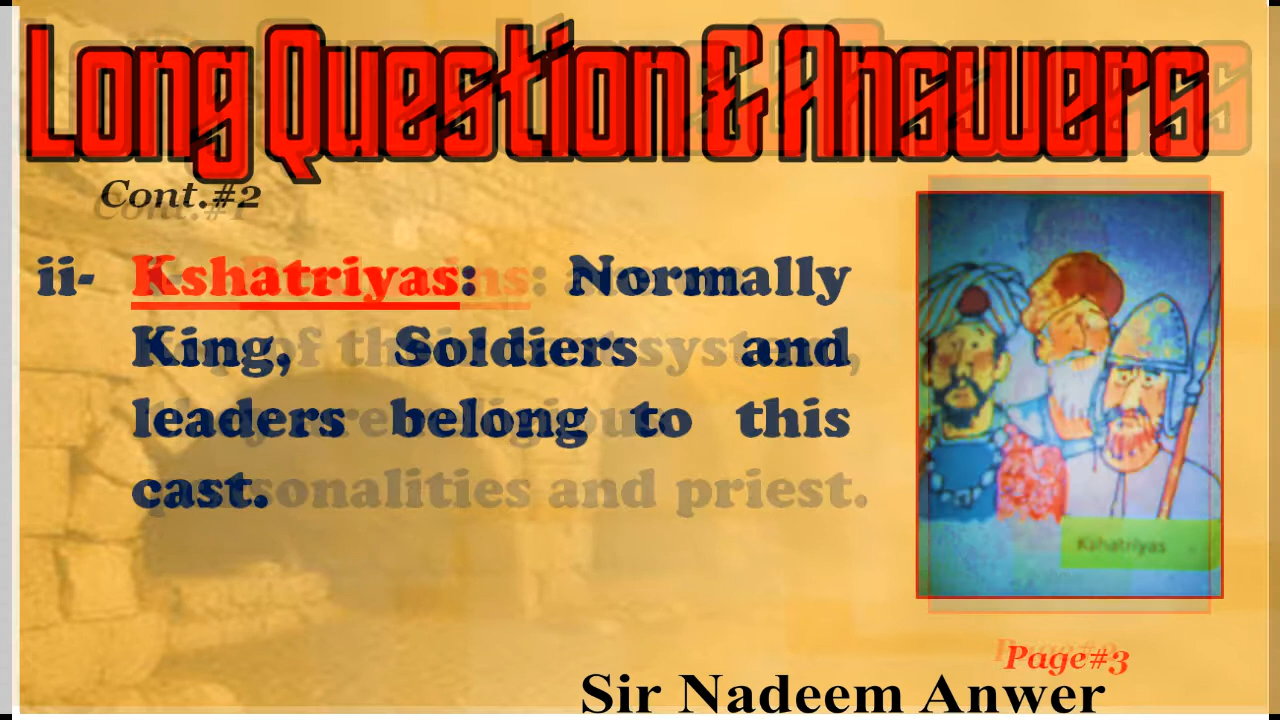 Long Question & Answers
Cont.#2
ii- Kshatriyas: Normally
King, Soldiers and
leaders belong to this
cast.
Kshatriyas
Page#3
Sir Nadeem Anwer